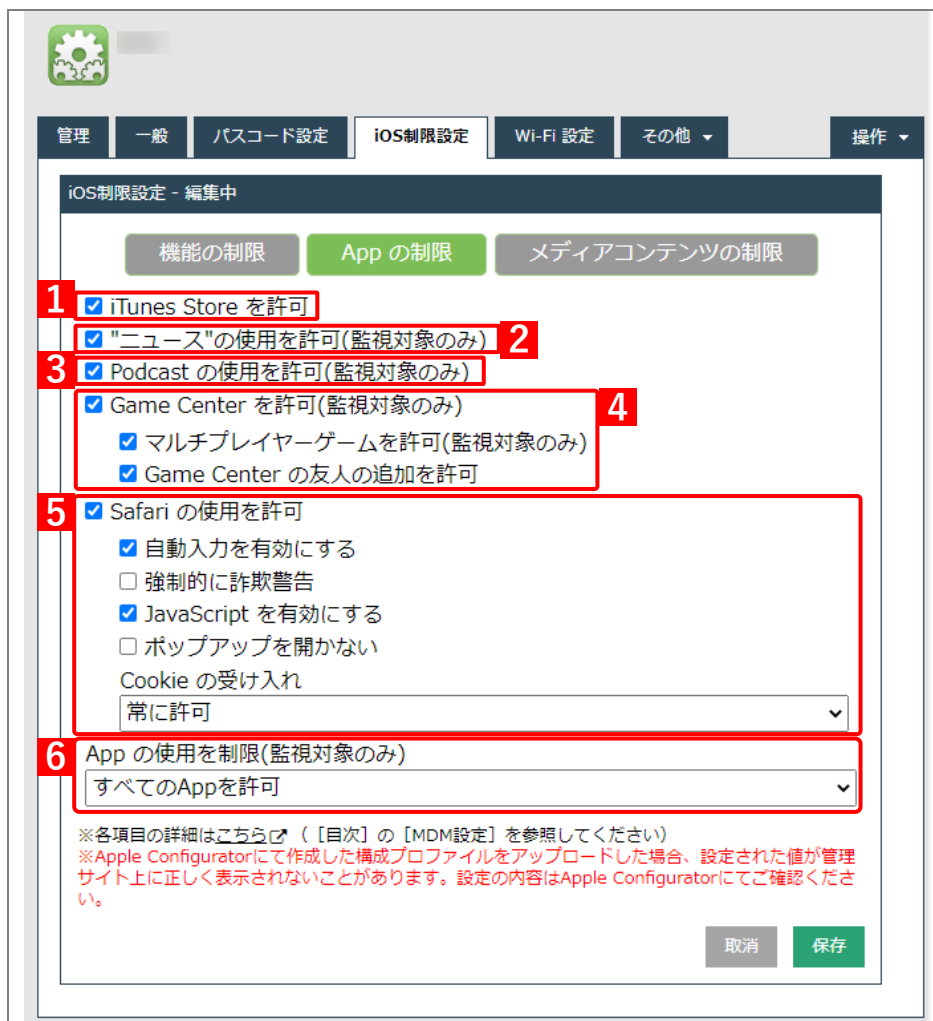 管理 一般 パスコード設定 iOS制限設定 Wi-Fi 設定 その他 操作
iOS制限設定 - 編集中
機能の制限 App の制限 メディアコンテンツの制限
1 iTunes Store を許可
"ニュース"の使用を許可(監視対象のみ) 2
3 Podcast の使用を許可(監視対象のみ)
Game Center を許可(監視対象のみ) 4
マルチプレイヤーゲームを許可(監視対象のみ)
Game Center の友人の追加を許可
5 Safari の使用を許可
自動入力を有効にする
強制的に詐欺警告
JavaScript を有効にする
ポップアップを開かない
Cookie の受け入れ
常に許可
6 App の使用を制限(監視対象のみ)
すべてのAppを許可
※各項目の詳細はこちら（［目次］の［MDM設定］を参照してください）
※Apple Configuratorにて作成した構成プロファイルをアップロードした場合、設定された値が管理
サイト上に正しく表示されないことがあります。設定の内容はApple Configuratorにてご確認くださ
い。
取消 保存